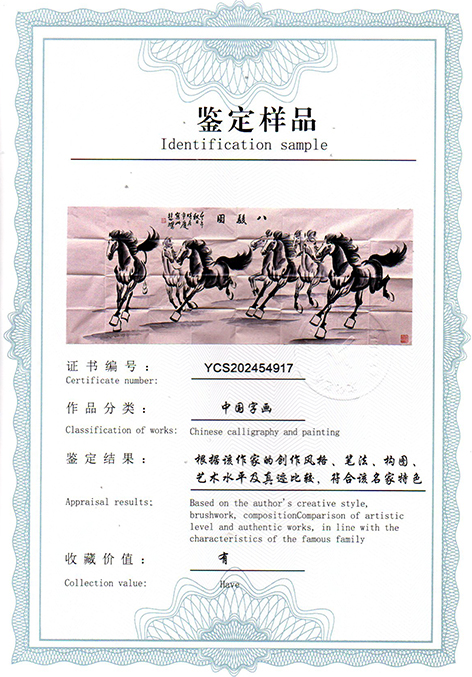 鉴定样品
Identification sample
八駿圖
证书编号： YCS202454917
Certificate number:
作品分类： 中国字画
Classification of works: Chinese calligraphy and painting
鉴定结果： 根据该作家的创作风格、笔法、构图、
艺术水平及真迹比较，符合该名家特色
Appraisal results: Based on the author's creative style,
brushwork, compositionComparison of artistic
level and authentic works, in line with the
characteristics of the famous family
收藏价值： 有
Collection value: Have